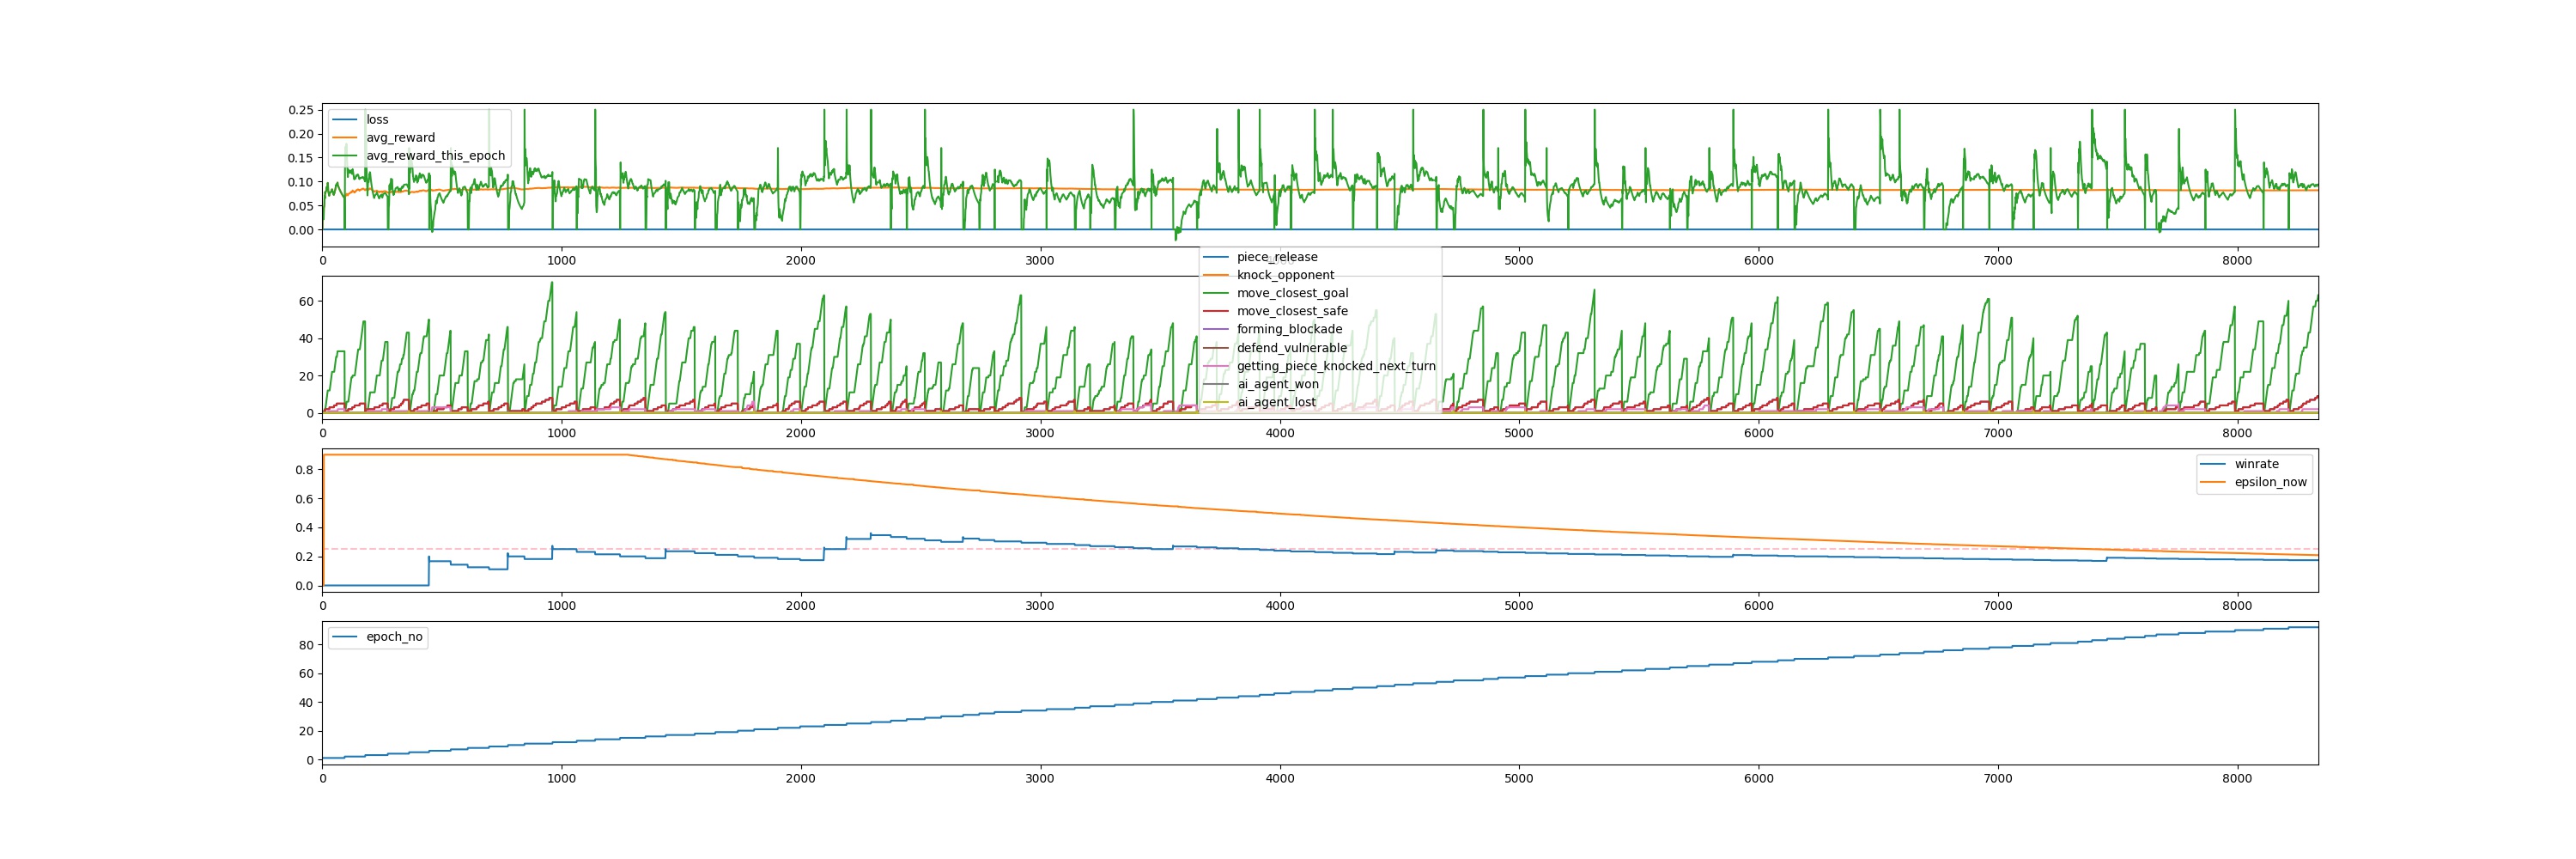 0.25
0.20
0.15
0.10
0.05
0.00
loss
avg_reward
avg_reward_this_epoch
0 1000 2000 3000 4000 5000 6000 7000 8000
piece_release
knock_opponent
move_closest_goal
move_closest_safe
forming_blockade
defend_vulnerable
getting_piece_knocked_next_turn
ai_agent_won
ai_agent_lost
60
40
20
0
0 1000 2000 3000 4000 5000 6000 7000 8000
0.8
0.6
0.4
0.2
0.0
winrate
epsilon_now
0 1000 2000 3000 4000 5000 6000 7000 8000
epoch_no
80
60
40
20
0
0 1000 2000 3000 4000 5000 6000 7000 8000